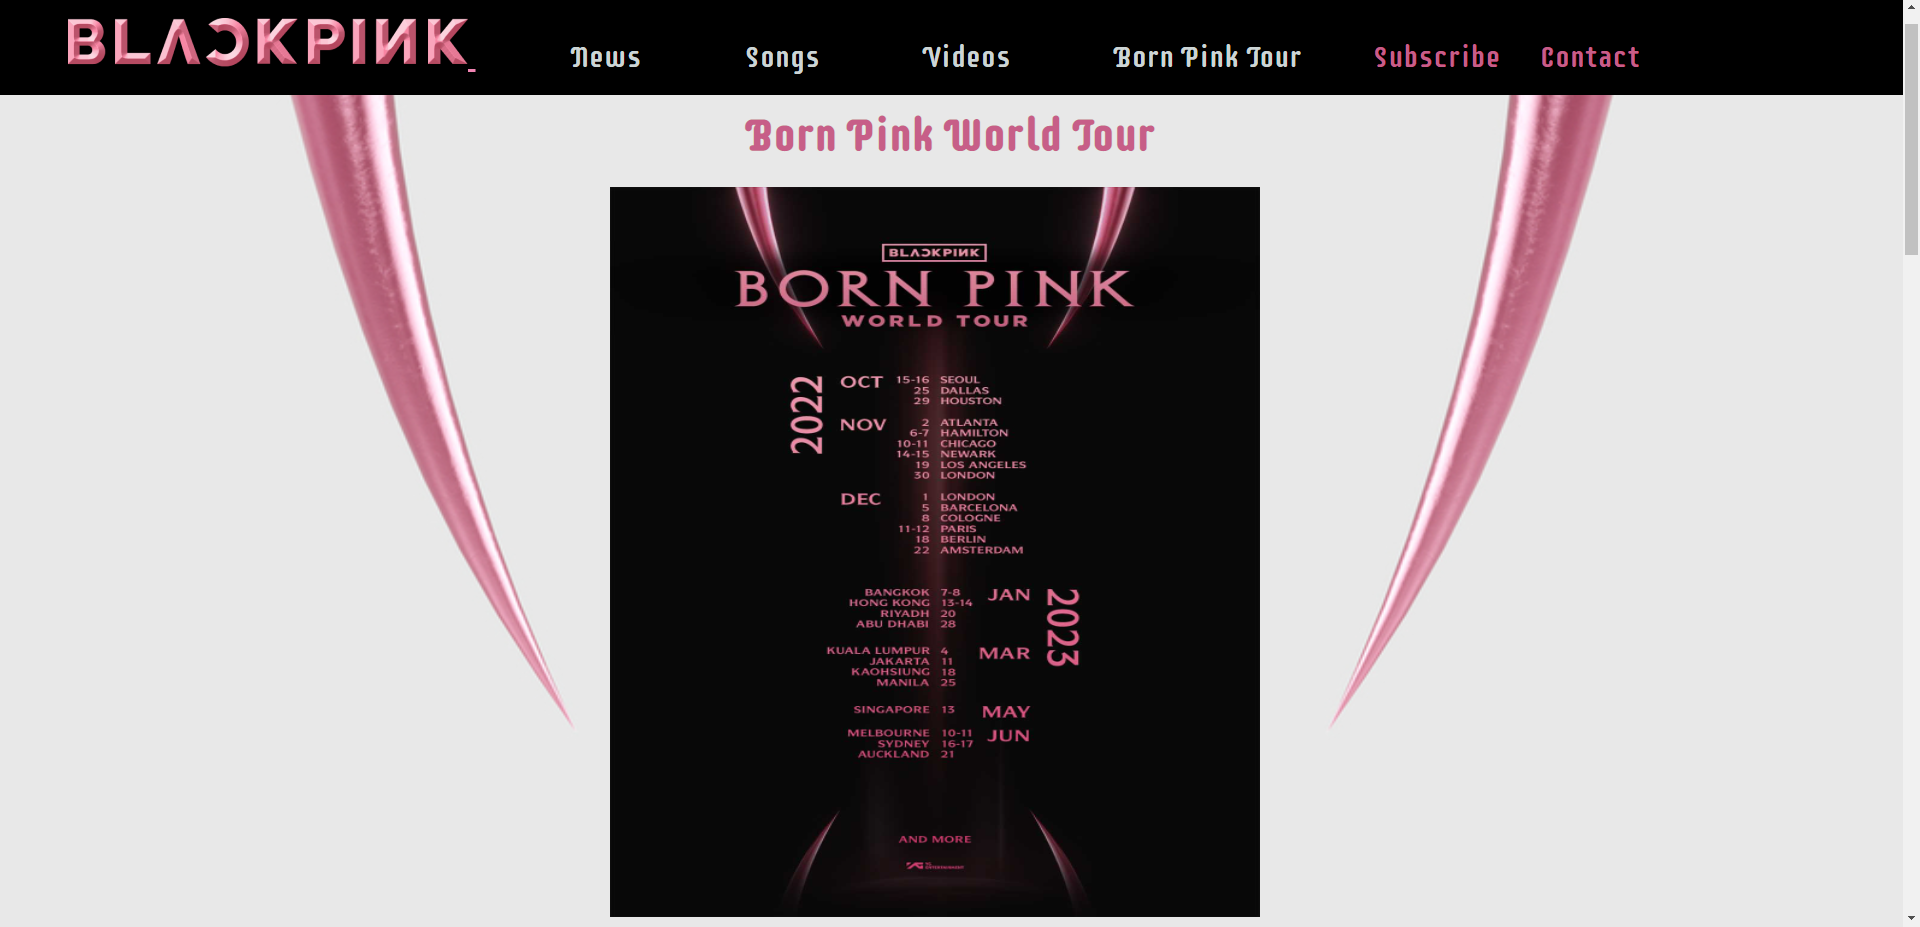 BLACKPINK
News Songs Videos Born Pink Tour Subscribe Contact
Born Pink World Tour
BLACKPINK
BORN PINK
WORLD TOUR
2022
OCT 15-16 SEOUL
25 DALLAS
29 HOUSTON
NOV 2 ATLANTA
6-7 HAMILTON
10-11 CHICAGO
14-15 NEWARK
19 LOS ANGELES
30 LONDON
DEC 1 LONDON
5 BARCELONA
8 COLOGNE
11-12 PARIS
18 BERLIN
22 AMSTERDAM
2023
BANGKOK 7-8 JAN
HONG KONG 13-14
RIYADH 20
ABU DHABI 28
KUALA LUMPUR 4 MAR
JAKARTA 11
KAOHSIUNG 18
MANILA 25
SINGAPORE 13 MAY
MELBOURNE 10-11 JUN
SYDNEY 16-17
AUCKLAND 21
AND MORE
YG ENTERTAINMENT